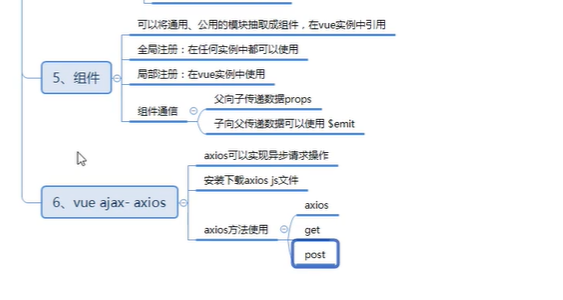 可以将通用、公用的模块抽取成组件，在vue实例中引用
全局注册：在任何实例中都可以使用
5、组件
局部注册：在vue实例中使用
组件通信
父向子传递数据props
子向父传递数据可以使用 $emit
axios可以实现异步请求操作
安装下载axios js文件
6、vue ajax- axios
axios方法使用
axios
get
post